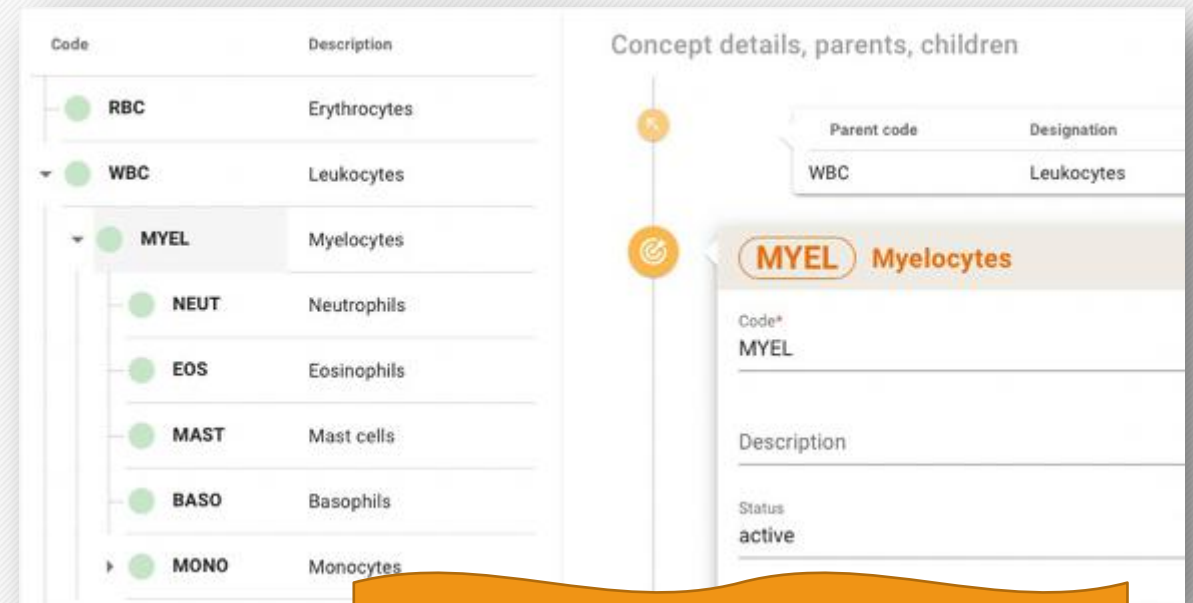 Code Description
RBC Erythrocytes
WBC Leukocytes
MYEL Myelocytes
NEUT Neutrophils
EOS Eosinophils
MAST Mast cells
BASO Basophils
MONO Monocytes
Concept details, parents, children
Parent code Designation
WBC Leukocytes
MYEL Myelocytes
Code*
MYEL
Description
Status
active